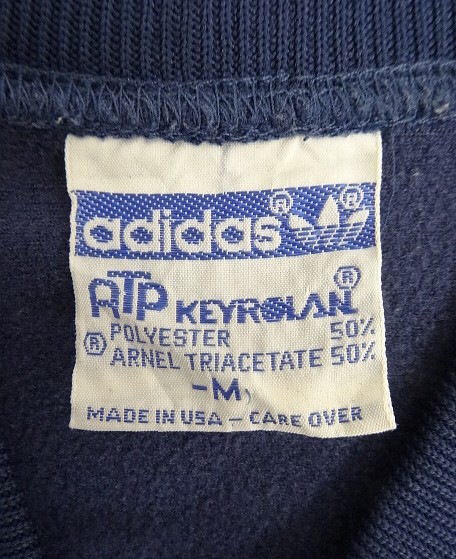 adidas® ®
ATP KEYROLAN®
POLYESTER 50%
® ARNEL TRIACETATE 50%
-M-
MADE IN USA – CARE OVER